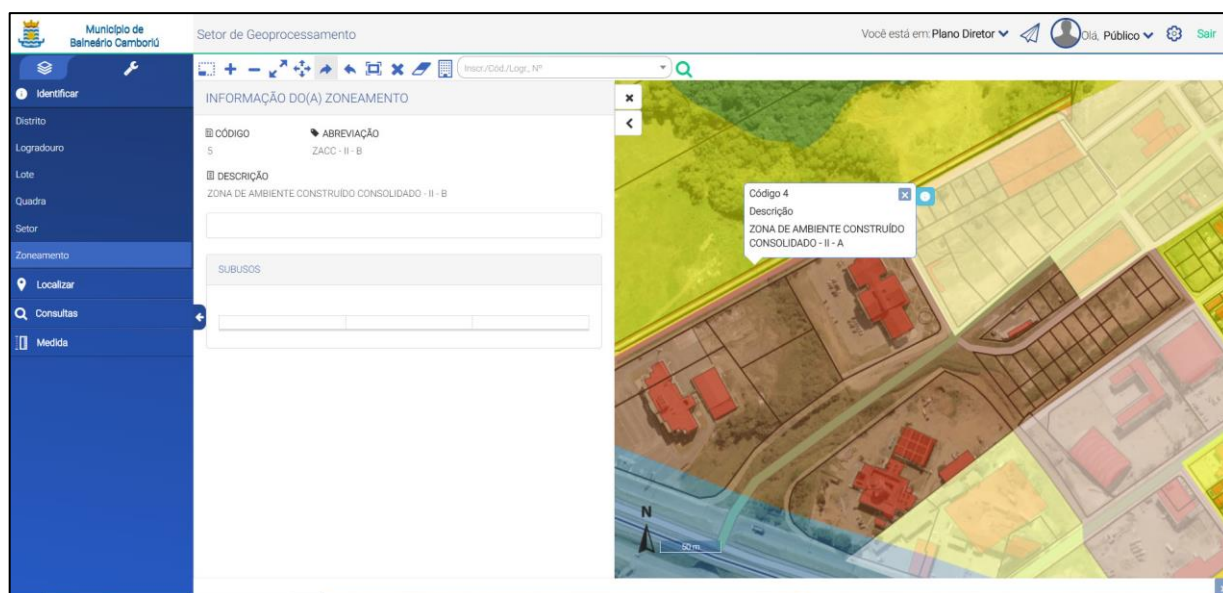 Município de
Balneário Camboriú
Setor de Geoprocessamento
Você está em: Plano Diretor
Olá, Público
Sair
Inscr./Cód./Logr., Nº
Identificar
Distrito
Logradouro
Lote
Quadra
Setor
Zoneamento
Localizar
Consultas
Medida
INFORMAÇÃO DO(A) ZONEAMENTO
CÓDIGO
ABREVIAÇÃO
5
ZACC - II - B
DESCRIÇÃO
ZONA DE AMBIENTE CONSTRUÍDO CONSOLIDADO - II - B
SUBUSOS
Código 4
Descrição
ZONA DE AMBIENTE CONSTRUÍDO
CONSOLIDADO - II - A
N
50 m